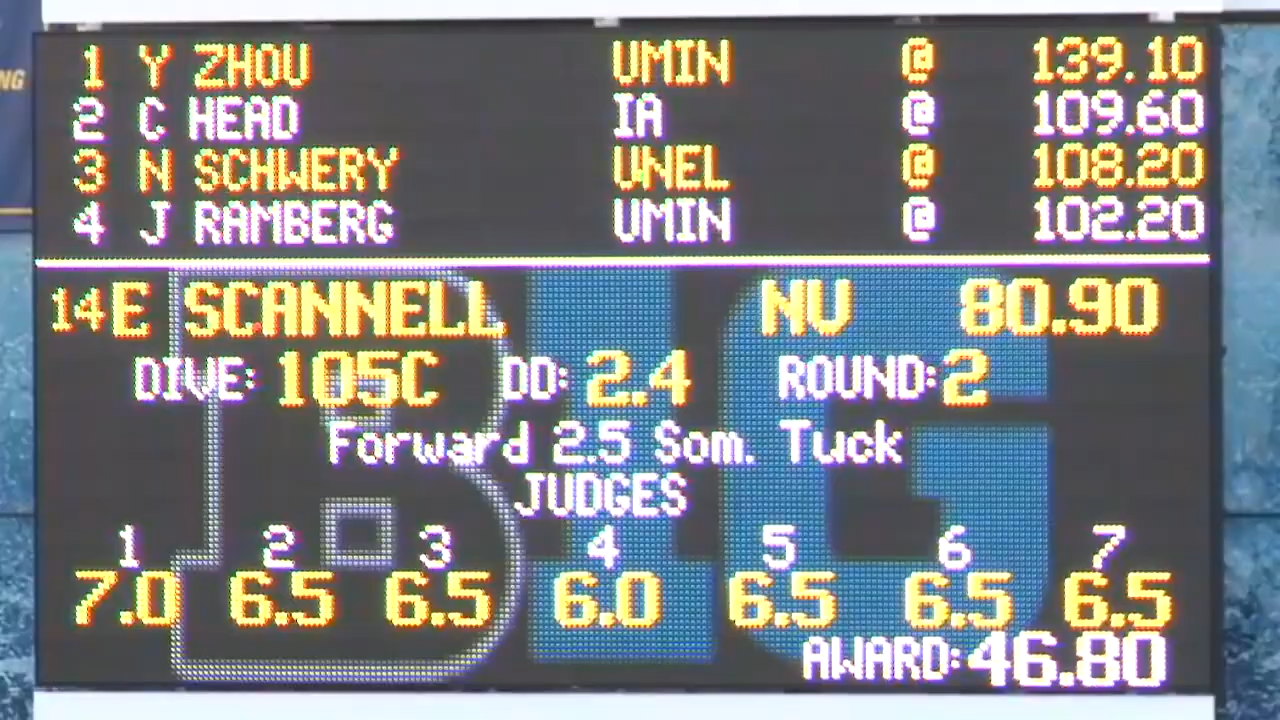 NG
1 Y ZHOU UMIN @ 139.10
2 C HEAD IA @ 109.60
3 N SCHWERY UNEL @ 108.20
4 J RAMBERG UMIN @ 102.20
14 E SCANNELL NU 80.90
DIVE: 105C DD: 2.4 ROUND: 2
Forward 2.5 Som. Tuck
JUDGES
1 2 3 4 5 6 7
7.0 6.5 6.5 6.0 6.5 6.5 6.5
AWARD: 46.80
B1G